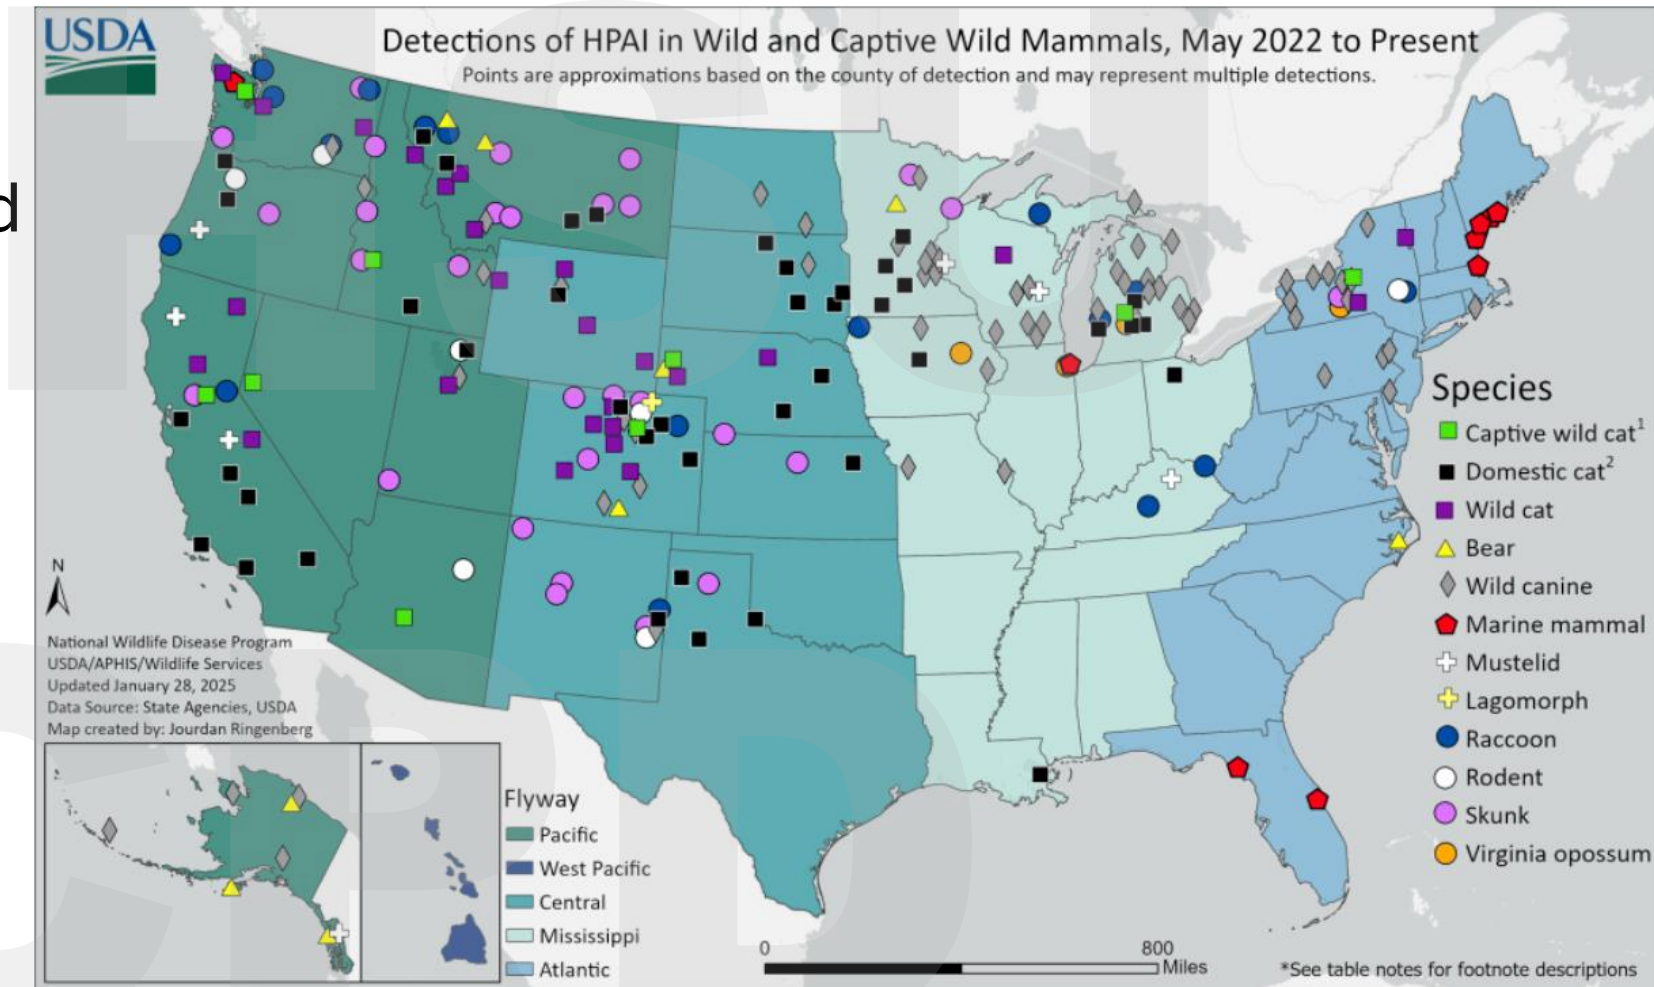 USDA
Detections of HPAI in Wild and Captive Wild Mammals, May 2022 to Present
Points are approximations based on the county of detection and may represent multiple detections.
d
Species
Captive wild cat¹
Domestic cat²
Wild cat
Bear
Wild canine
Marine mammal
Mustelid
Lagomorph
Raccoon
Rodent
Skunk
Virginia opossum
N
National Wildlife Disease Program
USDA/APHIS/Wildlife Services
Updated January 28, 2025
Data Source: State Agencies, USDA
Map created by: Jourdan Ringenberg
Flyway
Pacific
West Pacific
Central
Mississippi
Atlantic
0 800
Miles
*See table notes for footnote descriptions